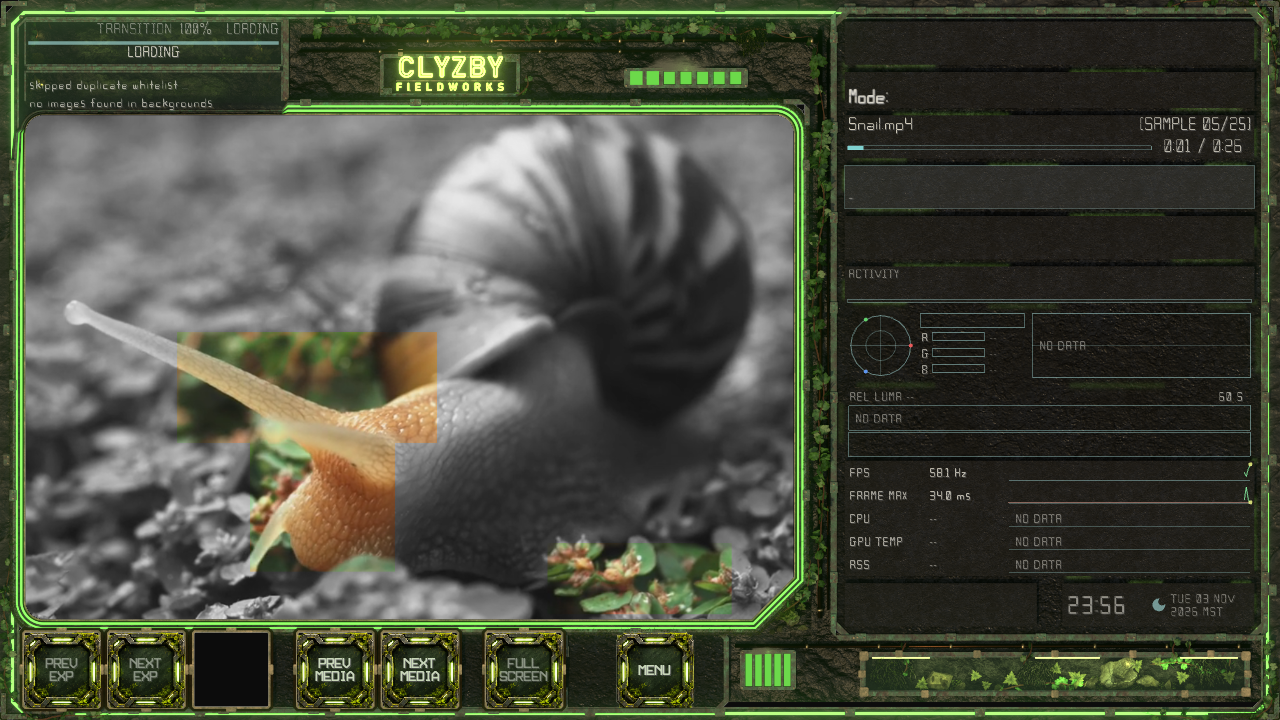 TRANSITION 100% LOADING
LOADING
skipped duplicate whitelist
no images found in backgrounds
CLYZBY
FIELDWORKS
Mode:
Snail.mp4 [SAMPLE 05/25]
0:01 / 0:26
-
ACTIVITY
R --
G --
B --
NO DATA
REL LUMA -- 60 S
NO DATA
FPS 58.1 Hz
FRAME MAX 34.0 ms
CPU -- NO DATA
GPU TEMP -- NO DATA
RSS -- NO DATA
23:56
TUE 03 NOV
2026 MST
PREV
EXP
NEXT
EXP
PREV
MEDIA
NEXT
MEDIA
FULL
SCREEN
MENU